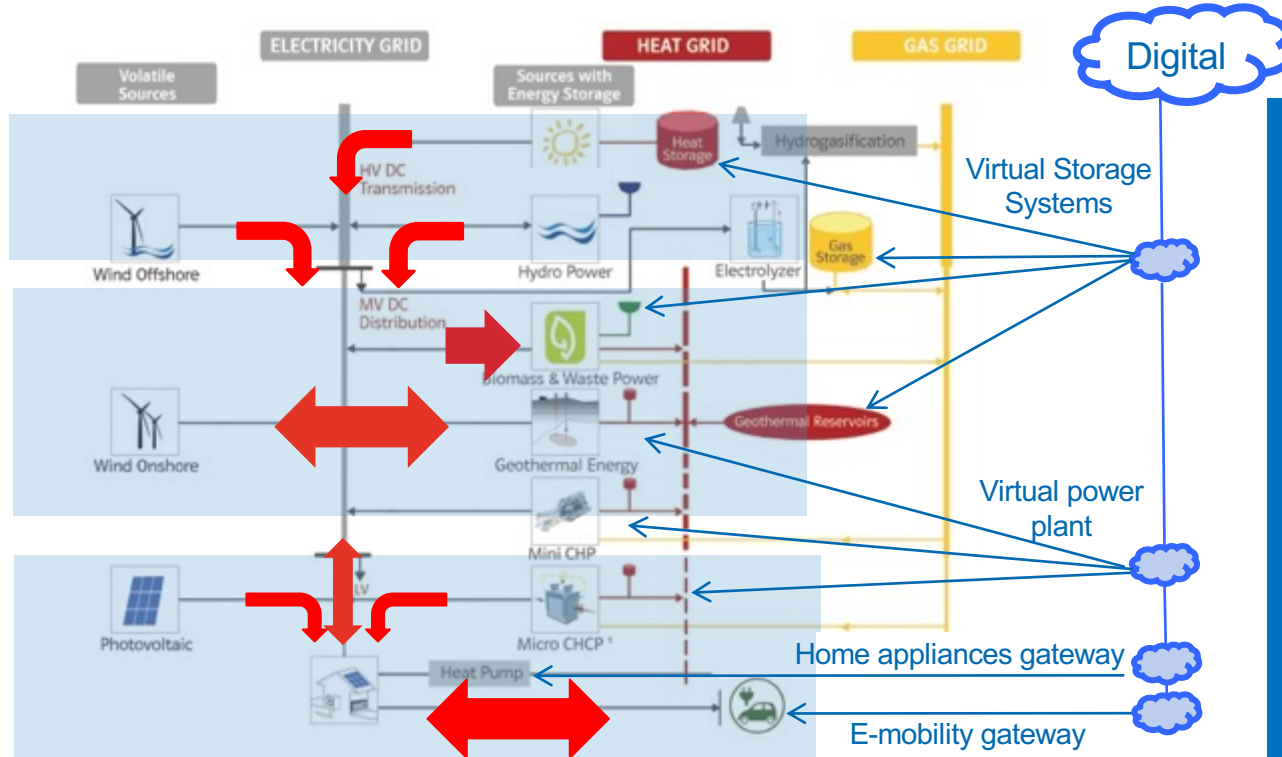 ELECTRICITY GRID
HEAT GRID
GAS GRID
Digital
Volatile
Sources
Sources with
Energy Storage
HV DC
Transmission
Heat
Storage
Hydrogasification
Virtual Storage
Systems
Wind Offshore
Hydro Power
Electrolyzer
Gas
Storage
MV DC
Distribution
Biomass & Waste Power
Wind Onshore
Geothermal Energy
Geothermal Reservoirs
Virtual power
plant
Mini CHP
LV
Photovoltaic
Micro CHCP ¹
Home appliances gateway
Heat Pump
E-mobility gateway